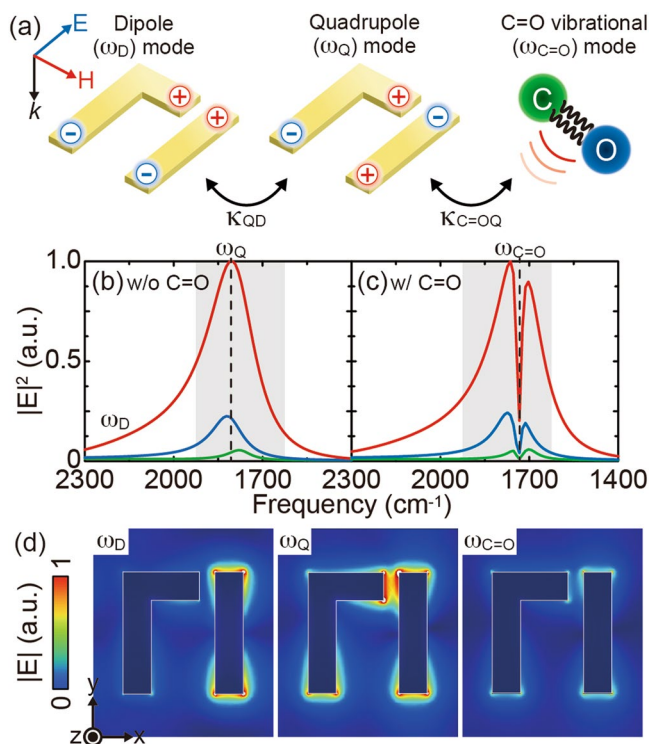 (a)
E
H
k
Dipole
(ωD) mode
Quadrupole
(ωQ) mode
C=O vibrational
(ωC=O) mode
− + − +
− + + −
C O
κQD
κC=OQ
ωQ
ωC=O
(b) w/o C=O
(c) w/ C=O
|E|² (a.u.)
1.0
0.5
0
ωD
2300 2000 1700 2300 2000 1700 1400
Frequency (cm-1)
(d)
ωD
ωQ
ωC=O
|E| (a.u.)
1
0
y
z
x